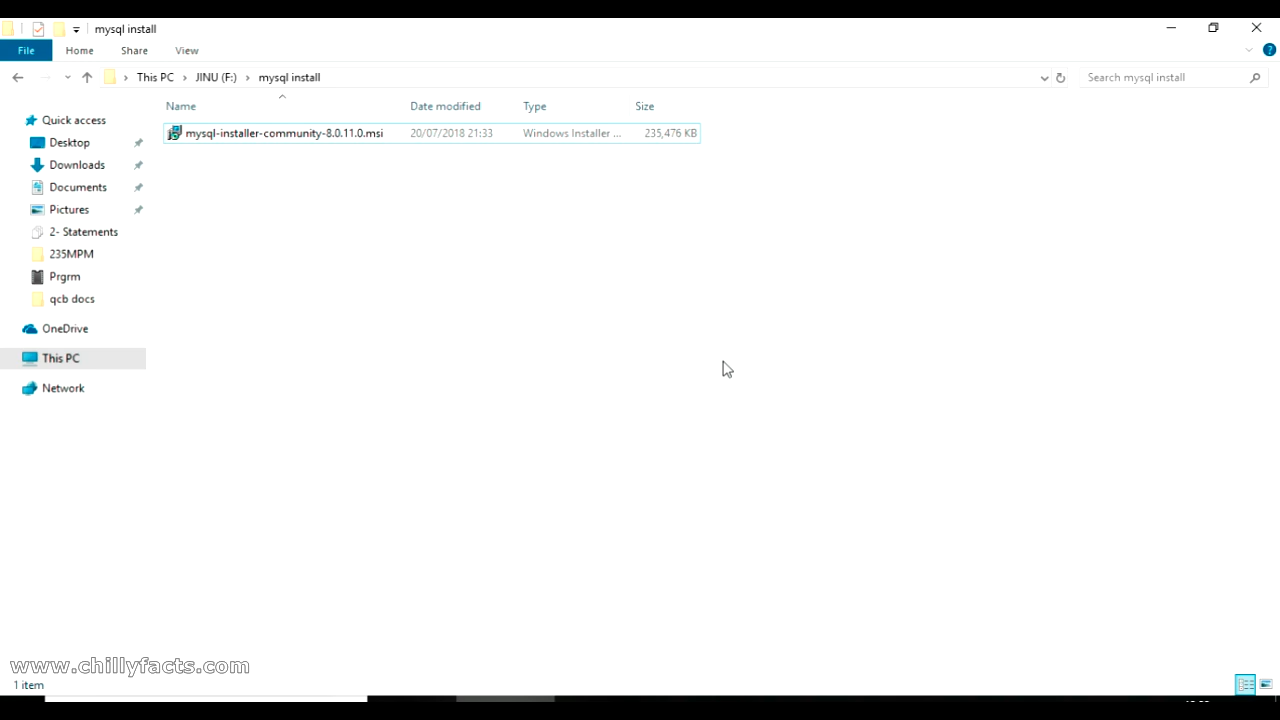 mysql install
File Home Share View
This PC JINU (F:) mysql install
Search mysql install
Name Date modified Type Size
mysql-installer-community-8.0.11.0.msi 20/07/2018 21:33 Windows Installer ... 235,476 KB
Quick access
Desktop
Downloads
Documents
Pictures
2- Statements
235MPM
Prgrm
qcb docs
OneDrive
This PC
Network
www.chillyfacts.com
1 item